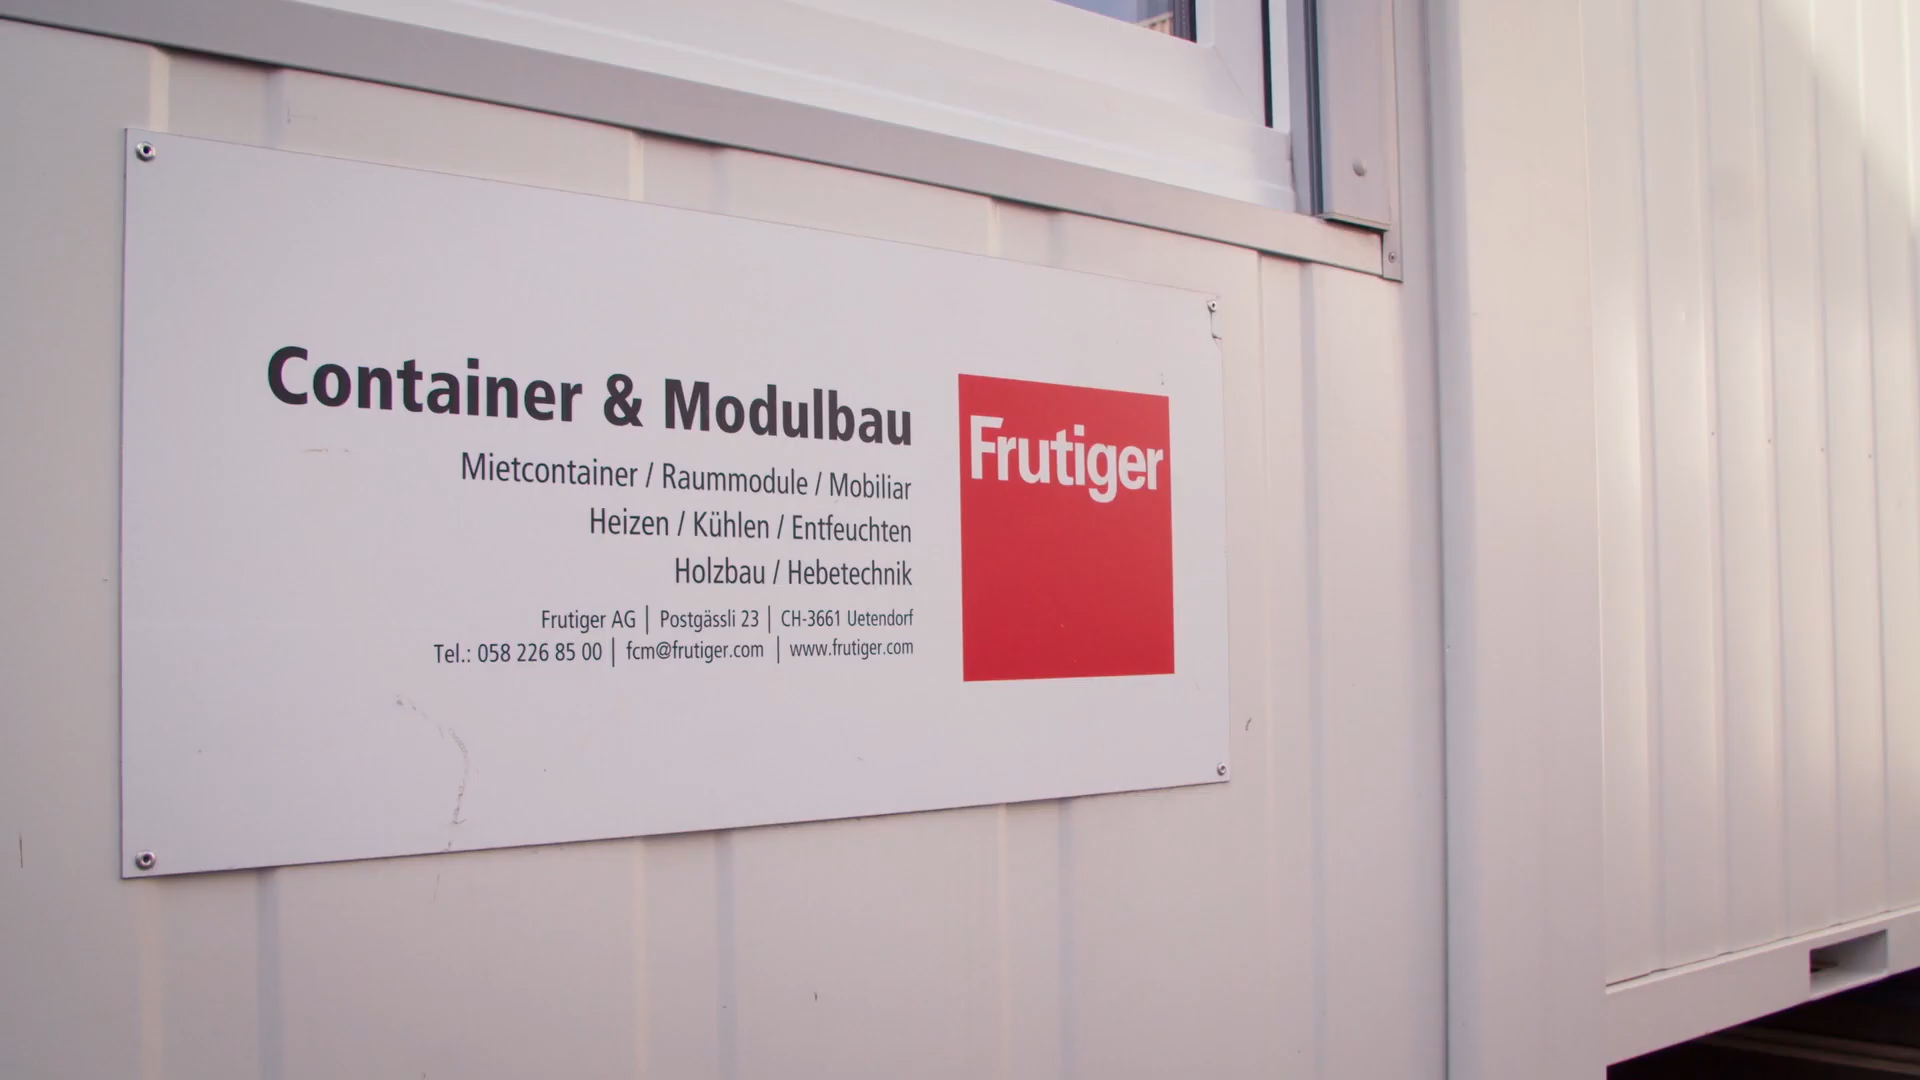 Container & Modulbau
Mietcontainer / Raummodule / Mobiliar
Heizen / Kühlen / Entfeuchten
Holzbau / Hebetechnik
Frutiger AG | Postgässli 23 | CH-3661 Uetendorf
Tel.: 058 226 85 00 | fcm@frutiger.com | www.frutiger.com
Frutiger